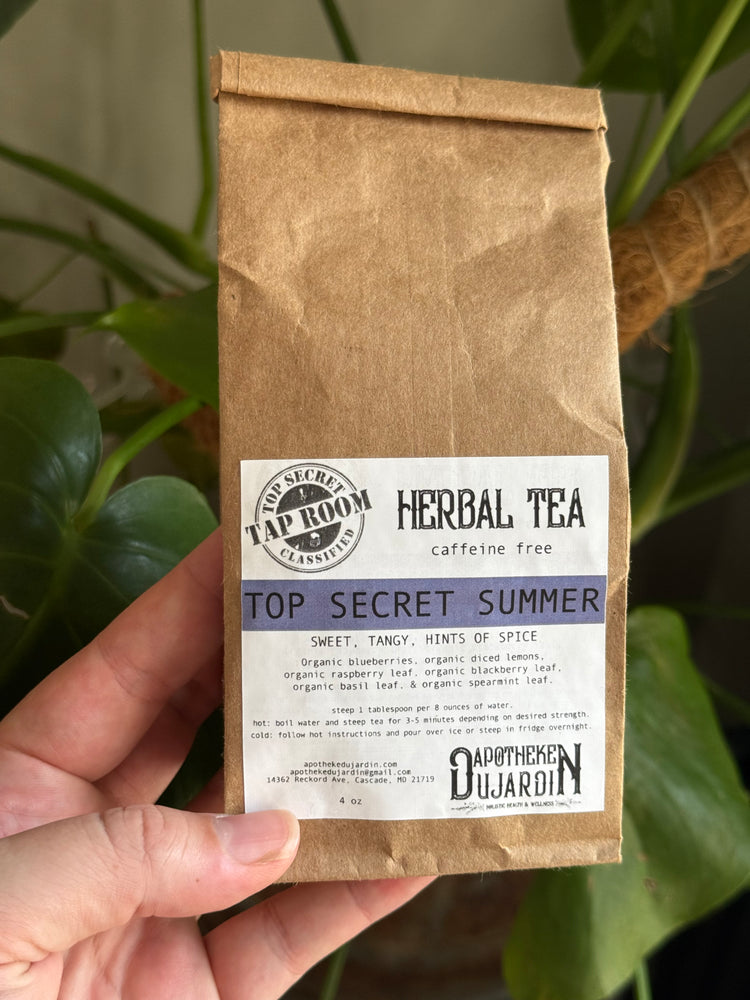 TOP SECRET
TAP ROOM
CLASSIFIED
HERBAL TEA
caffeine free
TOP SECRET SUMMER
SWEET, TANGY, HINTS OF SPICE
Organic blueberries, organic diced lemons,
organic raspberry leaf, organic blackberry leaf,
organic basil leaf, & organic spearmint leaf.
steep 1 tablespoon per 8 ounces of water.
hot: boil water and steep tea for 3-5 minutes depending on desired strength.
cold: follow hot instructions and pour over ice or steep in fridge overnight.
apothekedujardin.com
apothekedujardin@gmail.com
14362 Reckord Ave, Cascade, MD 21719
4 oz
APOTHEKE
DUJARDIN
HOLISTIC HEALTH & WELLNESS